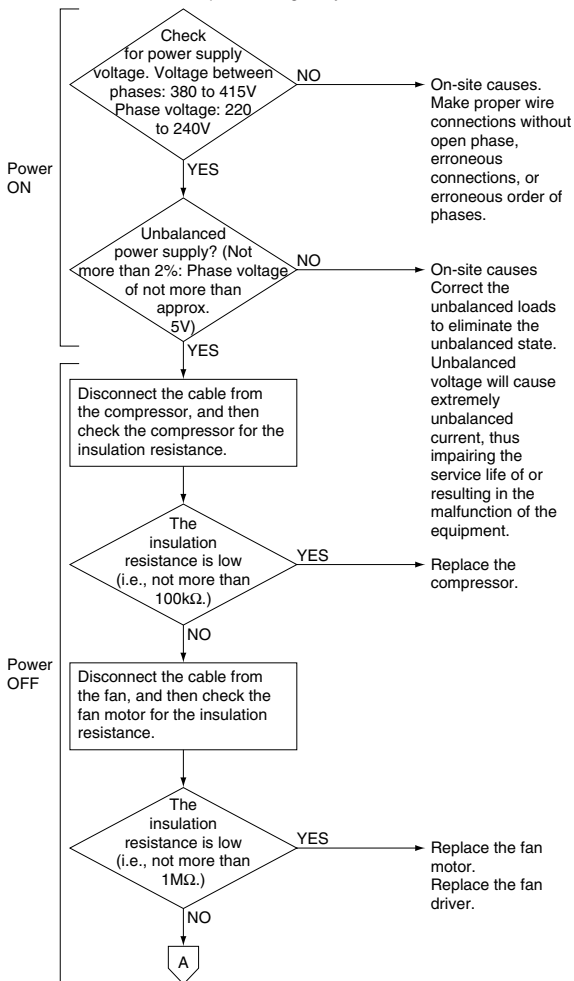 Check
for power supply
voltage. Voltage between
phases: 380 to 415V
Phase voltage: 220
to 240V
NO
On-site causes.
Make proper wire
connections without
open phase,
erroneous
connections, or
erroneous order of
phases.
Power
ON
YES
Unbalanced
power supply? (Not
more than 2%: Phase voltage
of not more than
approx.
5V)
NO
On-site causes
Correct the
unbalanced loads
to eliminate the
unbalanced state.
Unbalanced
voltage will cause
extremely
unbalanced
current, thus
impairing the
service life of or
resulting in the
malfunction of the
equipment.
YES
Disconnect the cable from
the compressor, and then
check the compressor for the
insulation resistance.
The
insulation
resistance is low
(i.e., not more than
100kΩ.)
YES
Replace the
compressor.
NO
Power
OFF
Disconnect the cable from
the fan, and then check the
fan motor for the insulation
resistance.
The
insulation
resistance is low
(i.e., not more than
1MΩ.)
YES
Replace the fan
motor.
Replace the fan
driver.
NO
A